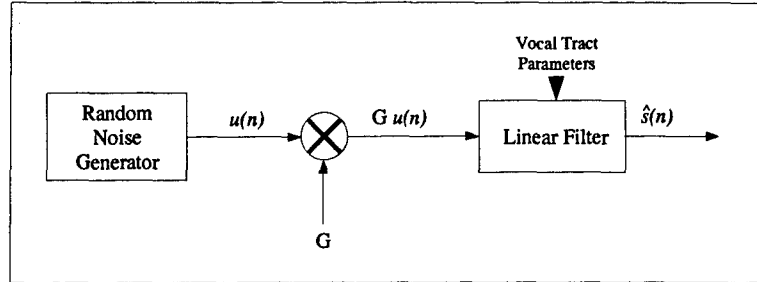 Vocal Tract
Parameters
Random
Noise
Generator
u(n)
G u(n)
Linear Filter
ŝ(n)
G